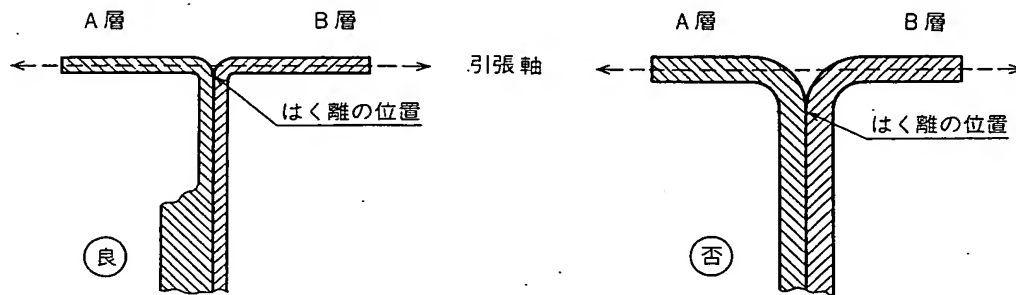 A層 B層
引張軸
はく離の位置
良
A層 B層
はく離の位置
否